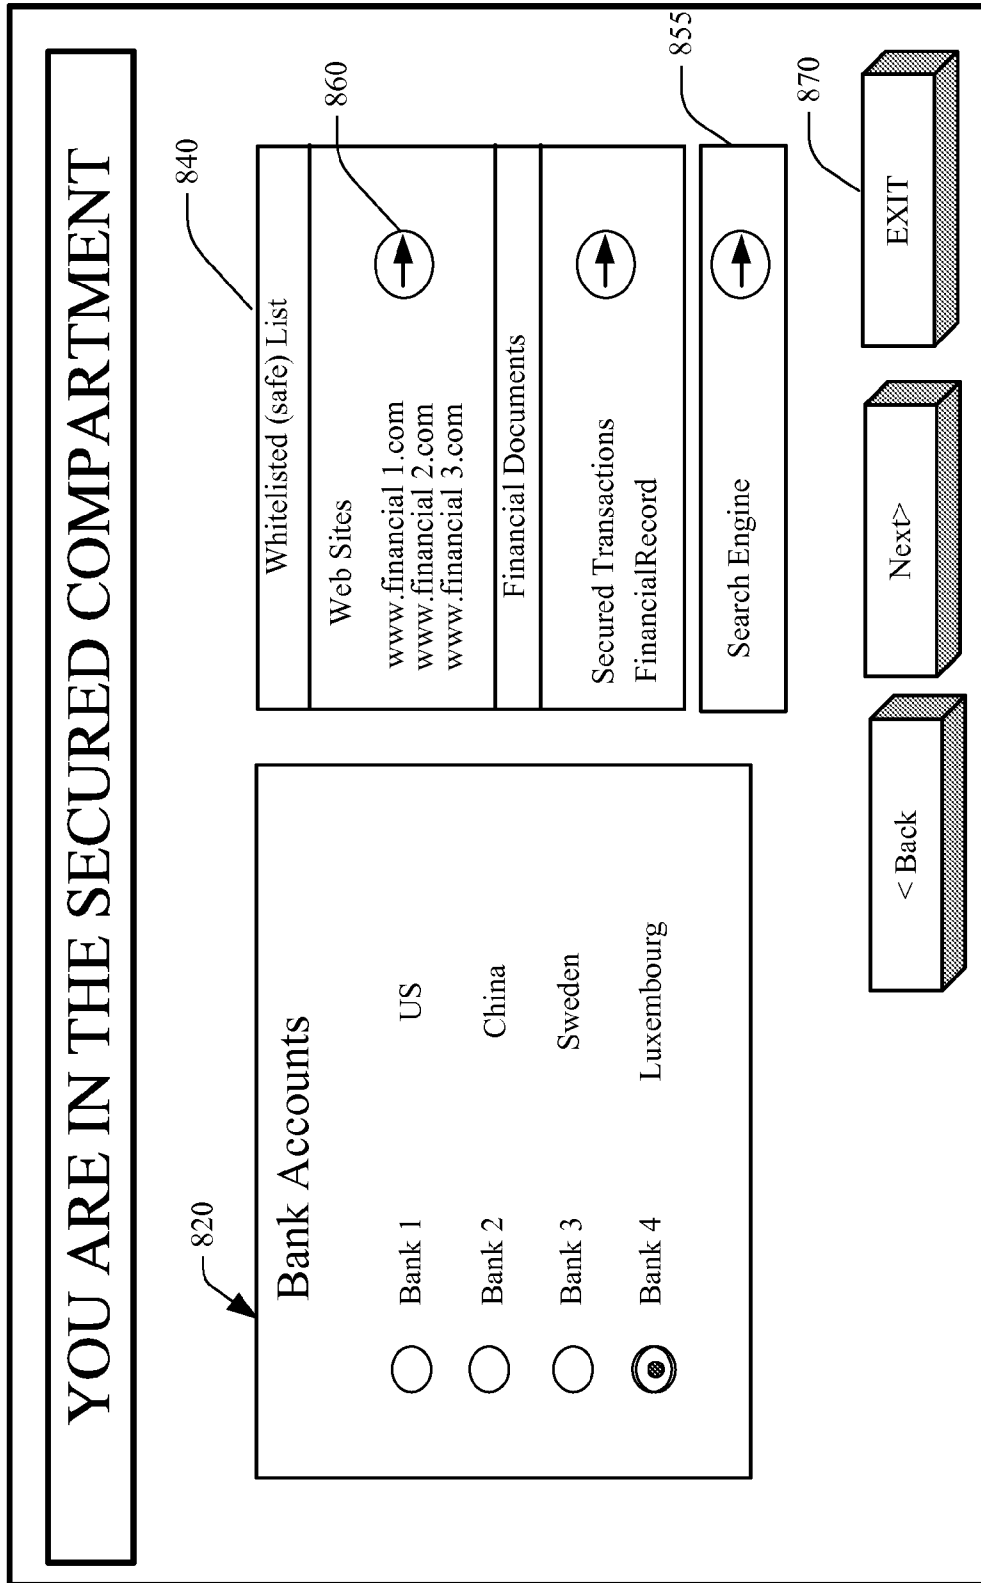 YOU ARE IN THE SECURED COMPARTMENT
820
Bank Accounts
Bank 1 US
Bank 2 China
Bank 3 Sweden
Bank 4 Luxembourg
840
Whitelisted (safe) List
Web Sites
860
www.financial 1.com
www.financial 2.com
www.financial 3.com
Financial Documents
Secured Transactions
FinancialRecord
855
Search Engine
870
< Back
Next>
EXIT